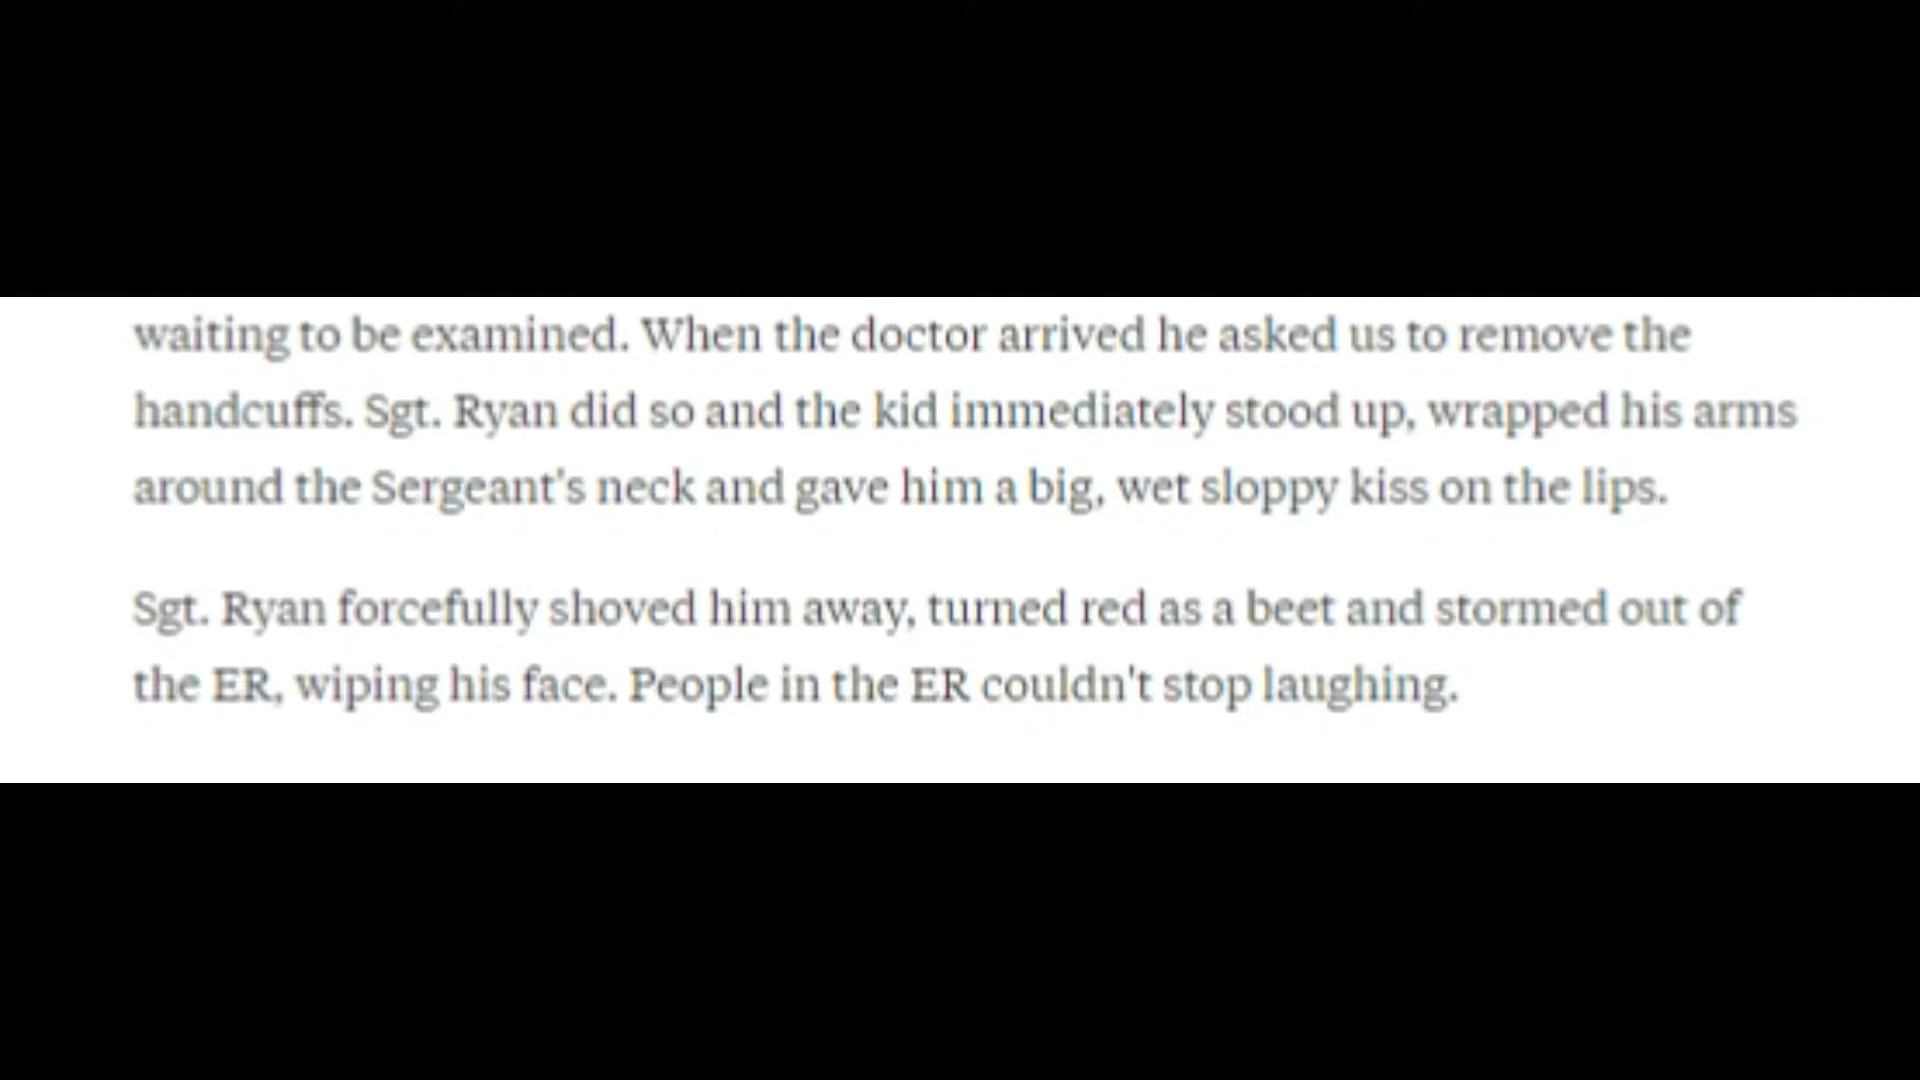 waiting to be examined. When the doctor arrived he asked us to remove the
handcuffs. Sgt. Ryan did so and the kid immediately stood up, wrapped his arms
around the Sergeant's neck and gave him a big, wet sloppy kiss on the lips.
Sgt. Ryan forcefully shoved him away, turned red as a beet and stormed out of
the ER, wiping his face. People in the ER couldn't stop laughing.